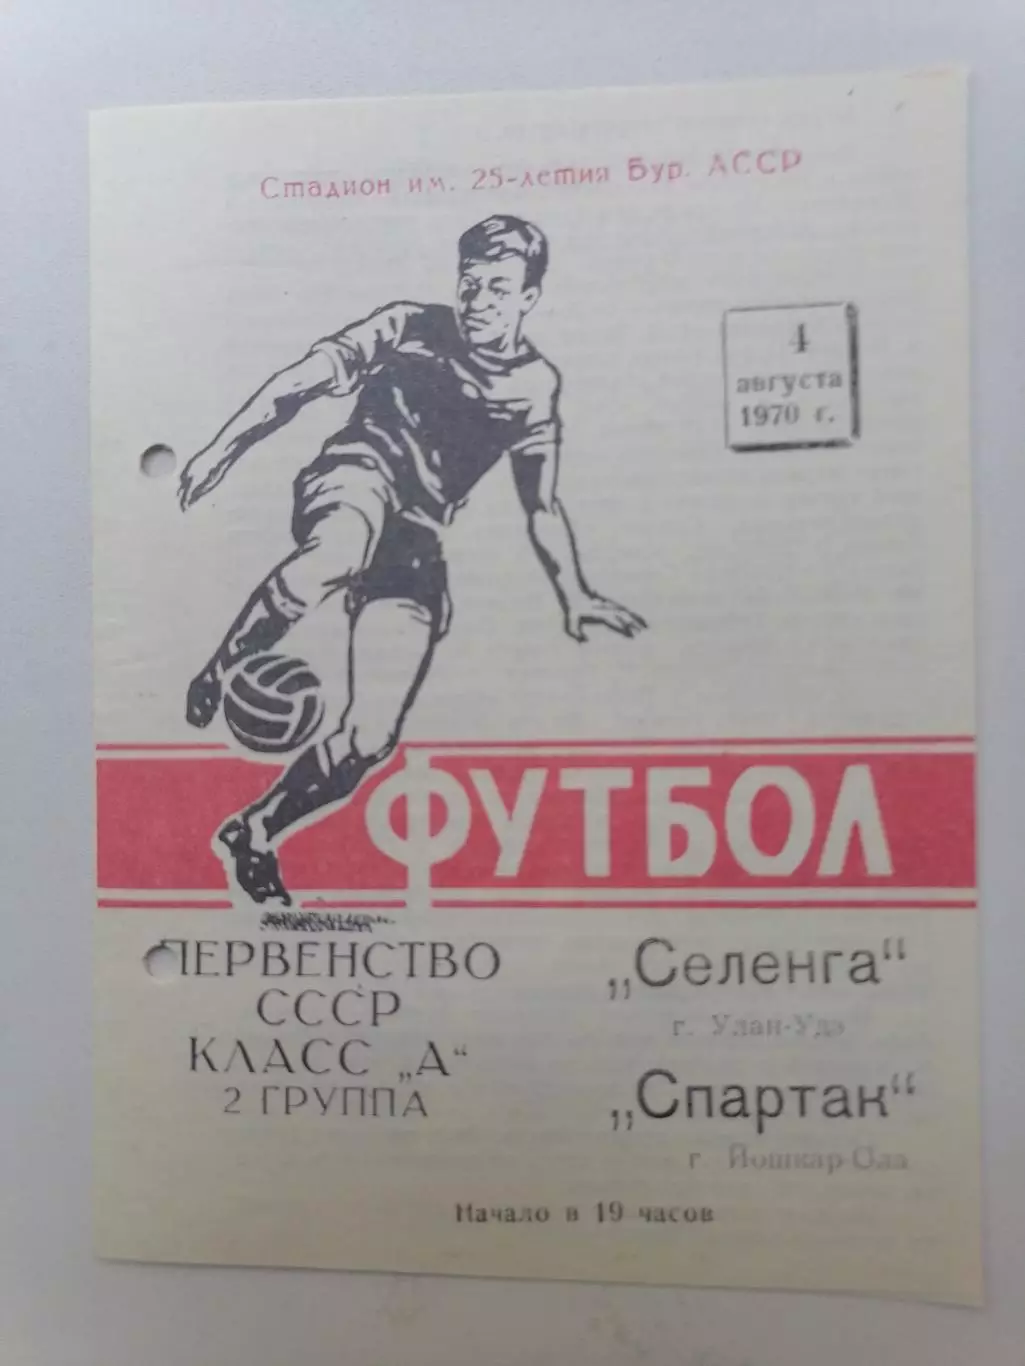 Стадион им. 25-летия Бур. АССР
4
августа
1970 г.
ФУТБОЛ
ПЕРВЕНСТВО
СССР
КЛАСС „А“
2 ГРУППА
„Селенга“
г. Улан-Удэ
„Спартак“
г. Йошкар-Ола
Начало в 19 часов